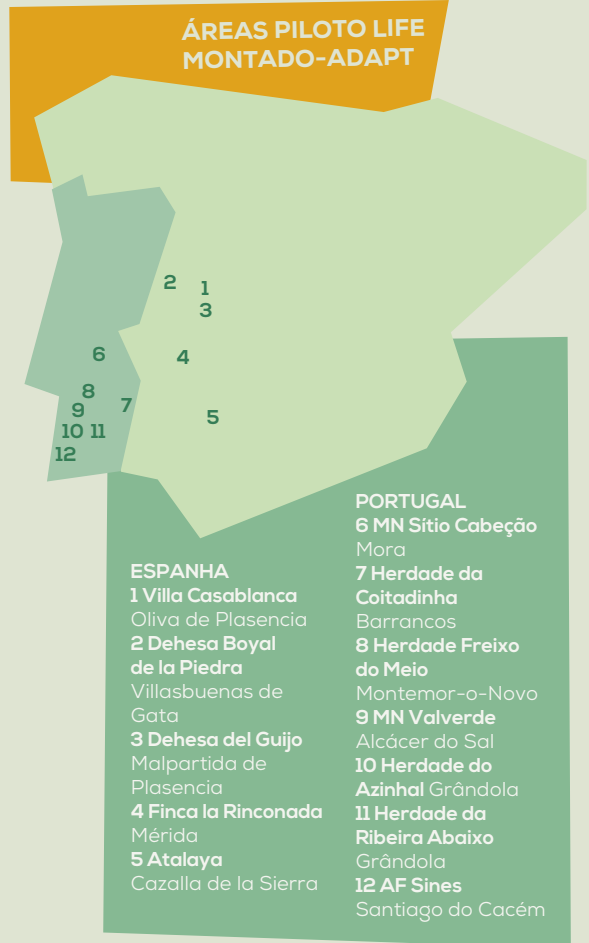 ÁREAS PILOTO LIFE
MONTADO-ADAPT
2
1
3
6
4
8
7
9
5
10 11
12
ESPANHA
1 Villa Casablanca
Oliva de Plasencia
2 Dehesa Boyal
de la Piedra
Villasbuenas de
Gata
3 Dehesa del Guijo
Malpartida de
Plasencia
4 Finca la Rinconada
Mérida
5 Atalaya
Cazalla de la Sierra
PORTUGAL
6 MN Sítio Cabeção
Mora
7 Herdade da
Coitadinha
Barrancos
8 Herdade Freixo
do Meio
Montemor-o-Novo
9 MN Valverde
Alcácer do Sal
10 Herdade do
Azinhal Grândola
11 Herdade da
Ribeira Abaixo
Grândola
12 AF Sines
Santiago do Cacém